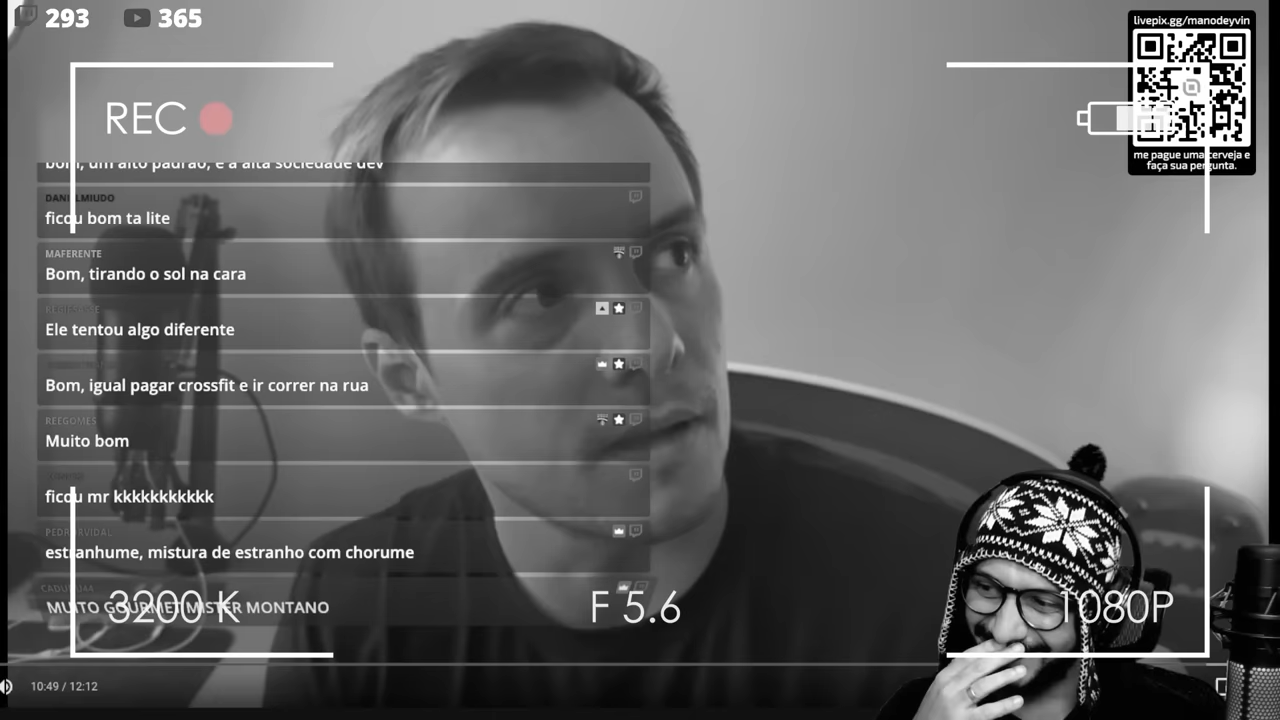 293
365
livepix.gg/manodeyvin
REC
me pague uma cerveja e
faça sua pergunta.
bom, um alto padrão, é a alta sociedade dev
DANIELMIUDO
ficou bom ta lite
MAFERENTE
Bom, tirando o sol na cara
Ele tentou algo diferente
Bom, igual pagar crossfit e ir correr na rua
REEGOMES
Muito bom
ficou mr kkkkkkkkkkk
PEDRORVIDAL
estranhume, mistura de estranho com chorume
MUITO GOURMET MISTER MONTANO
3200 K
F 5.6
1080P
10:49 / 12:12